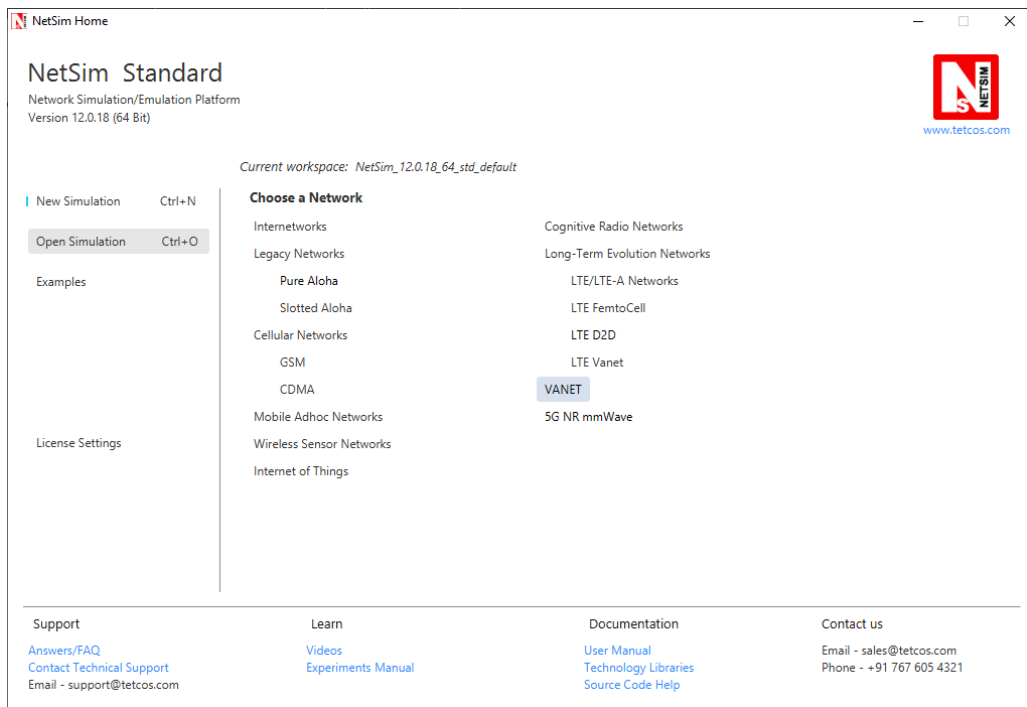 NetSim Home
NetSim Standard
Network Simulation/Emulation Platform
Version 12.0.18 (64 Bit)
NETSIM
NS
www.tetcos.com
Current workspace: NetSim_12.0.18_64_std_default
New Simulation Ctrl+N
Open Simulation Ctrl+O
Examples
License Settings
Choose a Network
Internetworks
Legacy Networks
Pure Aloha
Slotted Aloha
Cellular Networks
GSM
CDMA
Mobile Adhoc Networks
Wireless Sensor Networks
Internet of Things
Cognitive Radio Networks
Long-Term Evolution Networks
LTE/LTE-A Networks
LTE FemtoCell
LTE D2D
LTE Vanet
VANET
5G NR mmWave
Support
Answers/FAQ
Contact Technical Support
Email - support@tetcos.com
Learn
Videos
Experiments Manual
Documentation
User Manual
Technology Libraries
Source Code Help
Contact us
Email - sales@tetcos.com
Phone - +91 767 605 4321